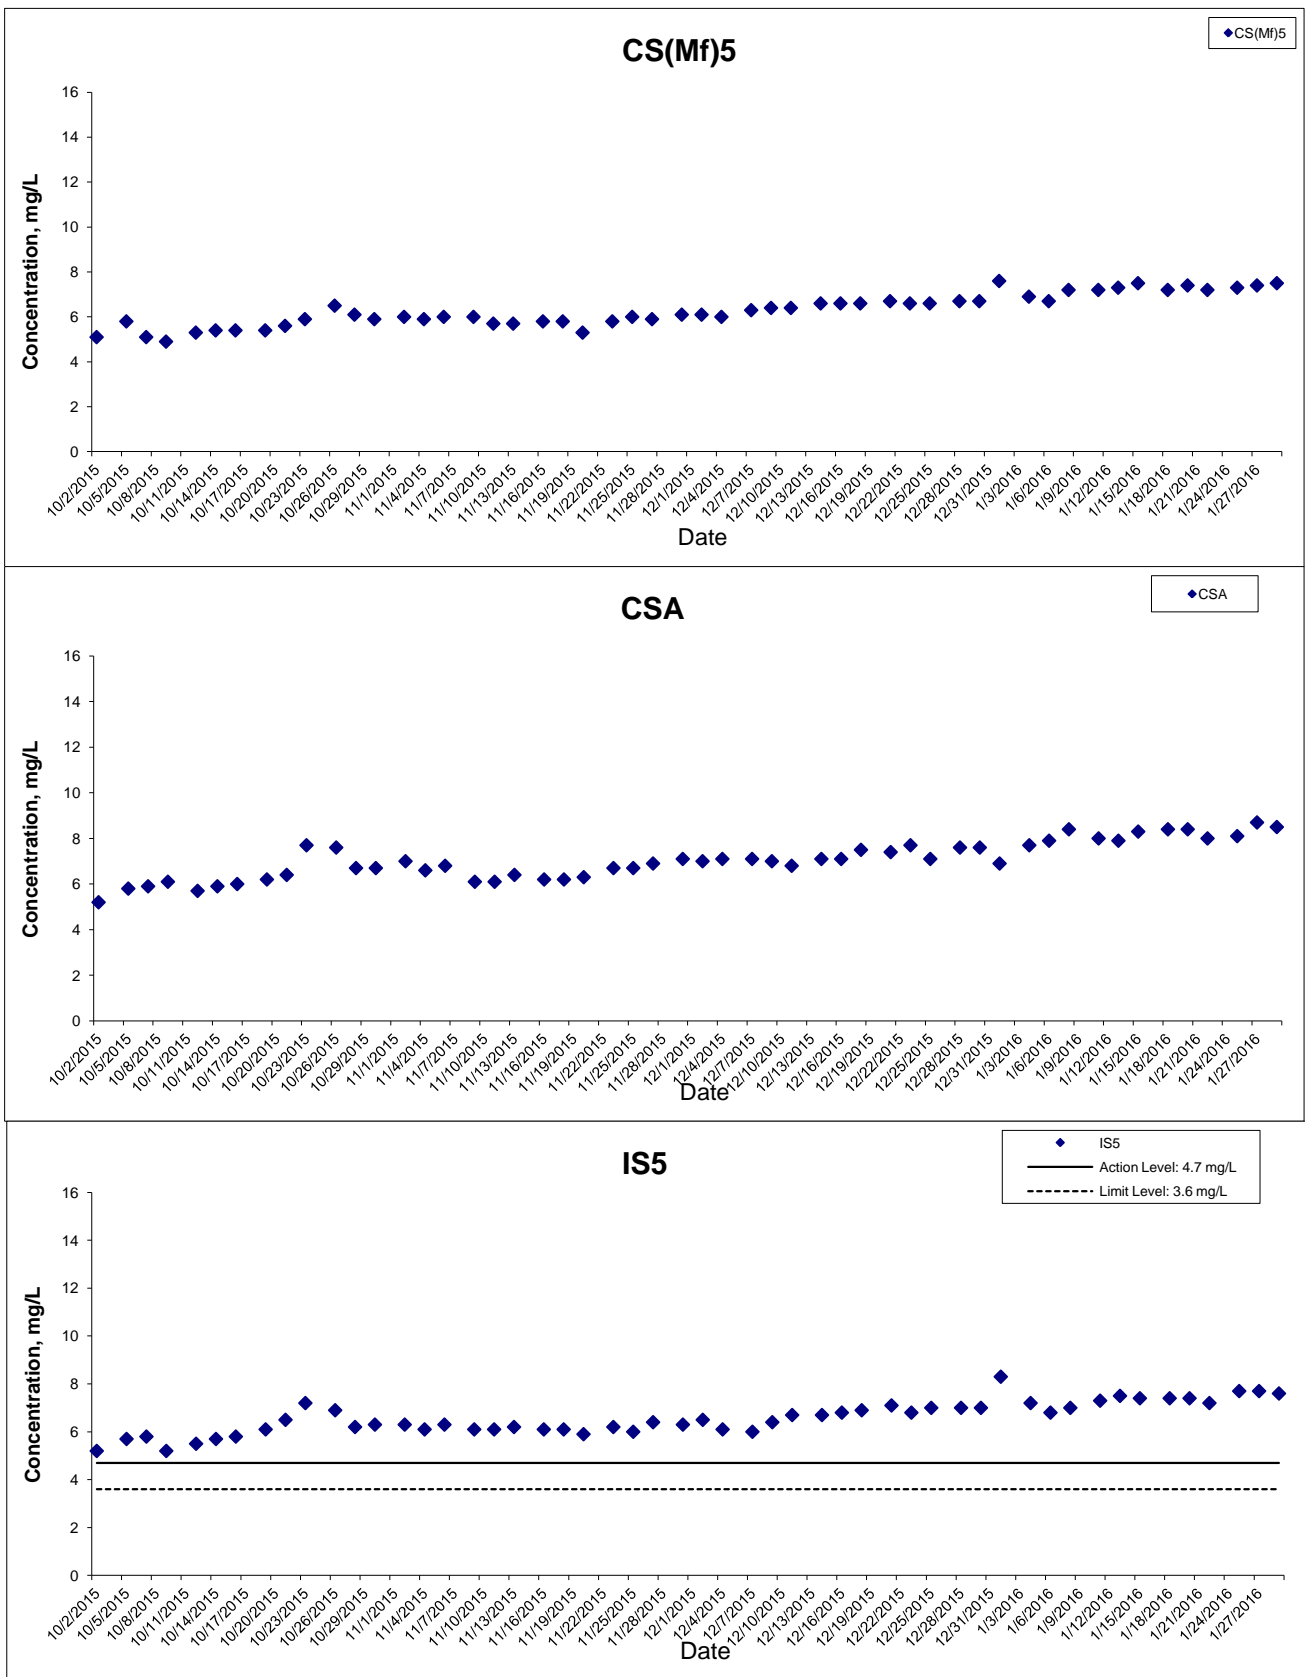 CS(Mf)5
CS(Mf)5
Concentration, mg/L
16
14
12
10
8
6
4
2
0
10/2/2015 10/5/2015 10/8/2015 10/11/2015 10/14/2015 10/17/2015 10/20/2015 10/23/2015 10/26/2015 10/29/2015 11/1/2015 11/4/2015 11/7/2015 11/10/2015 11/13/2015 11/16/2015 11/19/2015 11/22/2015 11/25/2015 11/28/2015 12/1/2015 12/4/2015 12/7/2015 12/10/2015 12/13/2015 12/16/2015 12/19/2015 12/22/2015 12/25/2015 12/28/2015 12/31/2015 1/3/2016 1/6/2016 1/9/2016 1/12/2016 1/15/2016 1/18/2016 1/21/2016 1/24/2016 1/27/2016
Date
CSA
CSA
Concentration, mg/L
16
14
12
10
8
6
4
2
0
10/2/2015 10/5/2015 10/8/2015 10/11/2015 10/14/2015 10/17/2015 10/20/2015 10/23/2015 10/26/2015 10/29/2015 11/1/2015 11/4/2015 11/7/2015 11/10/2015 11/13/2015 11/16/2015 11/19/2015 11/22/2015 11/25/2015 11/28/2015 12/1/2015 12/4/2015 12/7/2015 12/10/2015 12/13/2015 12/16/2015 12/19/2015 12/22/2015 12/25/2015 12/28/2015 12/31/2015 1/3/2016 1/6/2016 1/9/2016 1/12/2016 1/15/2016 1/18/2016 1/21/2016 1/24/2016 1/27/2016
Date
IS5
IS5
Action Level: 4.7 mg/L
Limit Level: 3.6 mg/L
Concentration, mg/L
16
14
12
10
8
6
4
2
0
10/2/2015 10/5/2015 10/8/2015 10/11/2015 10/14/2015 10/17/2015 10/20/2015 10/23/2015 10/26/2015 10/29/2015 11/1/2015 11/4/2015 11/7/2015 11/10/2015 11/13/2015 11/16/2015 11/19/2015 11/22/2015 11/25/2015 11/28/2015 12/1/2015 12/4/2015 12/7/2015 12/10/2015 12/13/2015 12/16/2015 12/19/2015 12/22/2015 12/25/2015 12/28/2015 12/31/2015 1/3/2016 1/6/2016 1/9/2016 1/12/2016 1/15/2016 1/18/2016 1/21/2016 1/24/2016 1/27/2016
Date